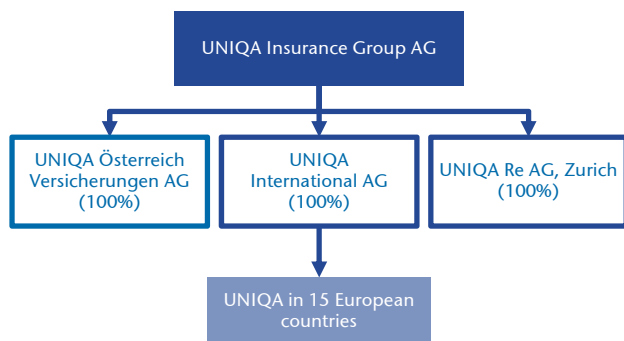 UNIQA Insurance Group AG
UNIQA Österreich
Versicherungen AG
(100%)
UNIQA
International AG
(100%)
UNIQA Re AG, Zurich
(100%)
UNIQA in 15 European
countries